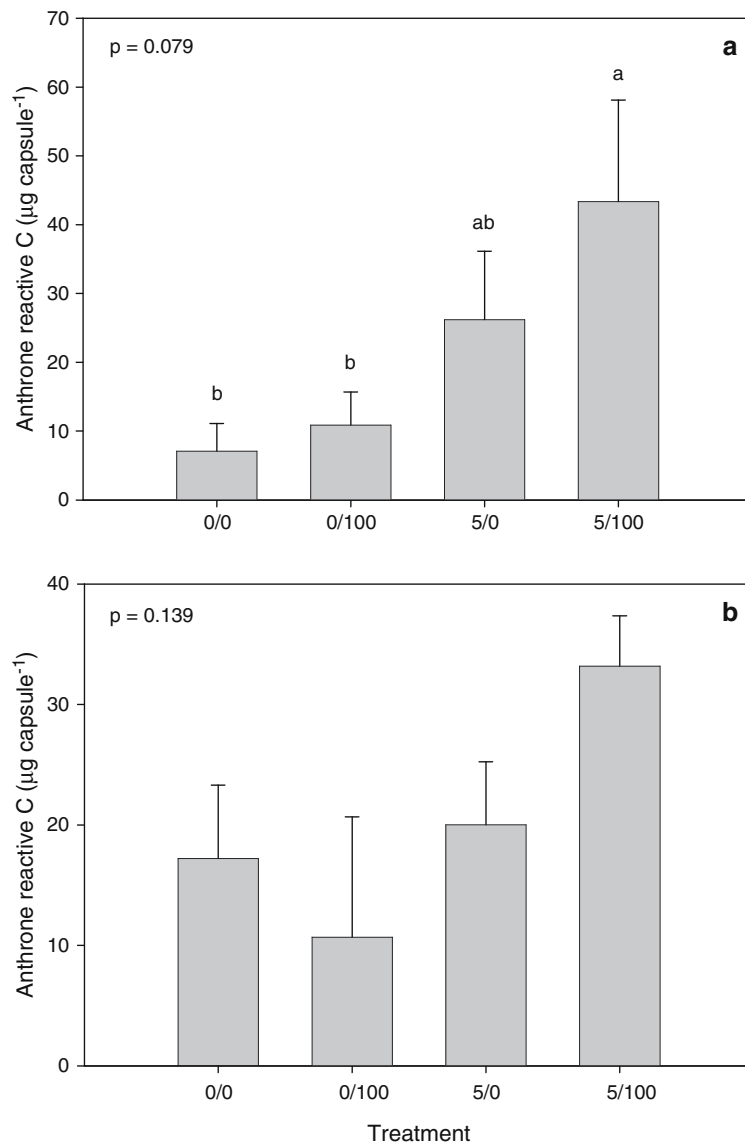 70
p = 0.079
a
a
60
50
Anthrone reactive C (µg capsule⁻¹)
40
ab
30
20
b
b
10
0
0/0 0/100 5/0 5/100
40
p = 0.139
b
30
Anthrone reactive C (µg capsule⁻¹)
20
10
0
0/0 0/100 5/0 5/100
Treatment